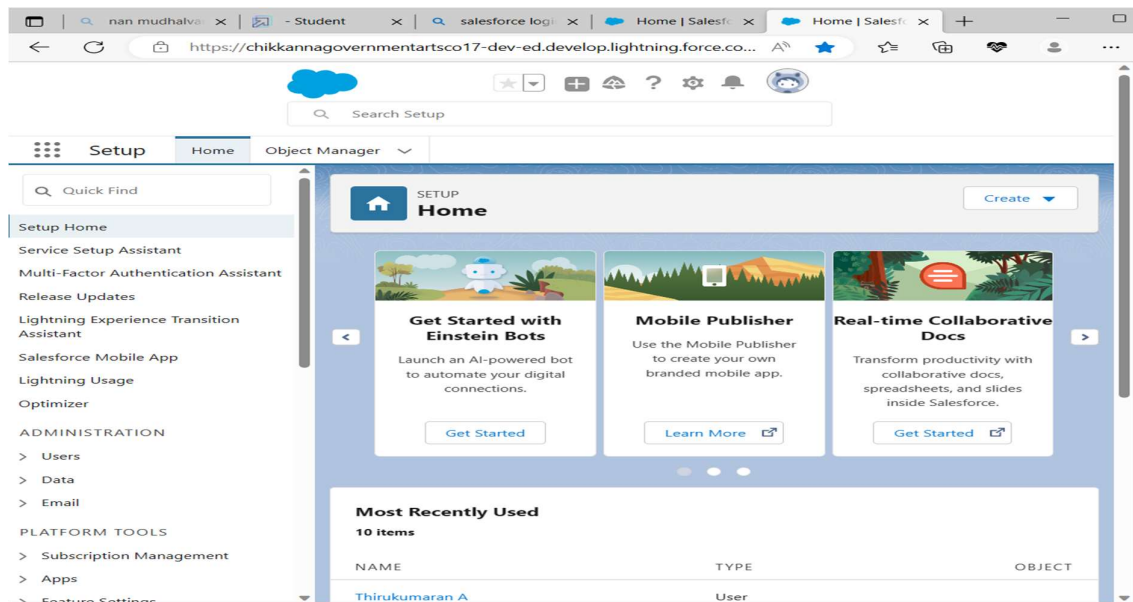 nan mudhalva
- Student
salesforce logi
Home | Salesfo
Home | Salesfo
https://chikkannagovernmentartsco17-dev-ed.develop.lightning.force.co...
Search Setup
Setup
Home
Object Manager
Quick Find
Setup Home
Service Setup Assistant
Multi-Factor Authentication Assistant
Release Updates
Lightning Experience Transition
Assistant
Salesforce Mobile App
Lightning Usage
Optimizer
ADMINISTRATION
> Users
> Data
> Email
PLATFORM TOOLS
> Subscription Management
> Apps
> Feature Settings
SETUP
Home
Create
Get Started with
Einstein Bots
Launch an AI-powered bot
to automate your digital
connections.
Get Started
Mobile Publisher
Use the Mobile Publisher
to create your own
branded mobile app.
Learn More
Real-time Collaborative
Docs
Transform productivity with
collaborative docs,
spreadsheets, and slides
inside Salesforce.
Get Started
Most Recently Used
10 items
NAME TYPE OBJECT
Thirukumaran A User